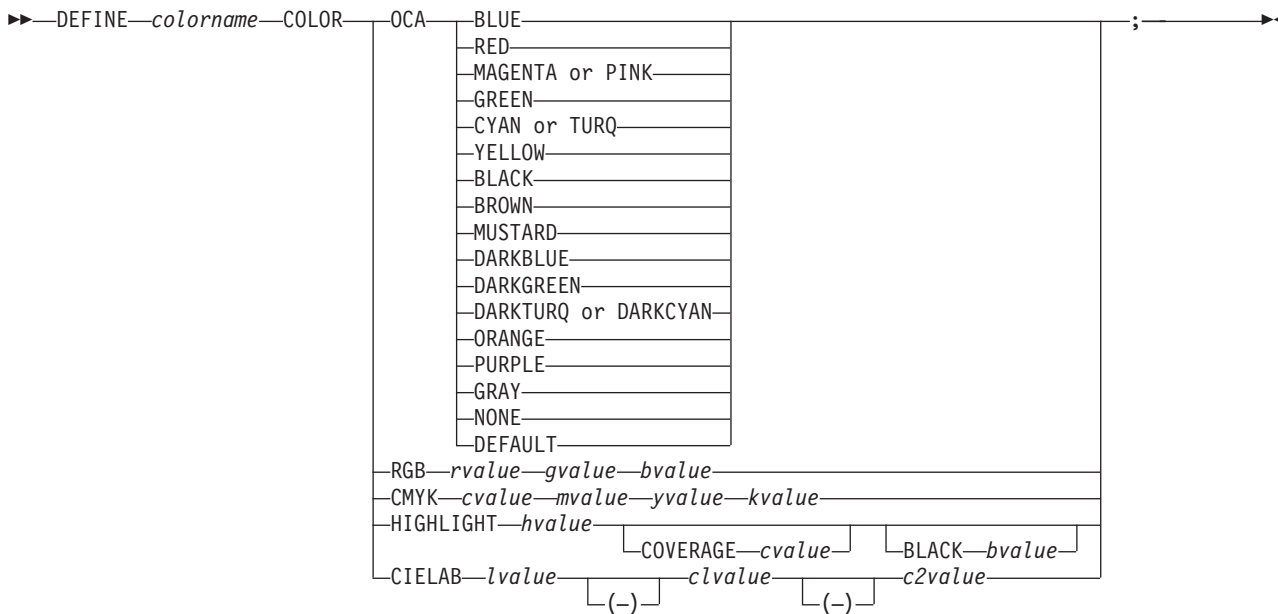 DEFINE colorname COLOR OCA BLUE ;
RED
MAGENTA or PINK
GREEN
CYAN or TURQ
YELLOW
BLACK
BROWN
MUSTARD
DARKBLUE
DARKGREEN
DARKTURQ or DARKCYAN
ORANGE
PURPLE
GRAY
NONE
DEFAULT
RGB rvalue gvalue bvalue
CMYK cvalue mvalue yvalue kvalue
HIGHLIGHT hvalue
COVERAGE cvalue BLACK bvalue
CIELAB lvalue clvalue c2value
(–) (–)